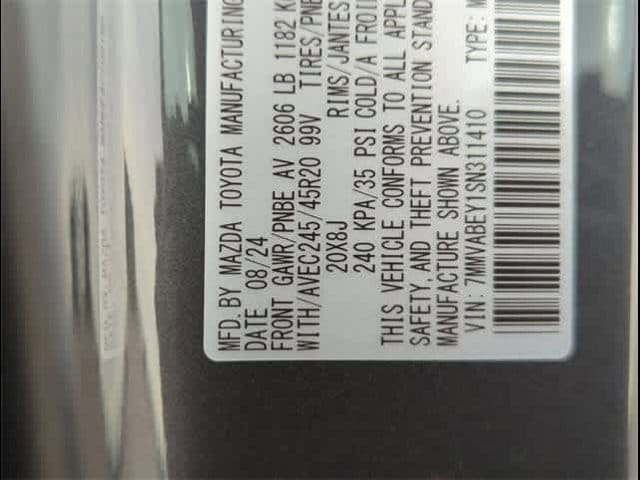 MFD. BY MAZDA TOYOTA MANUFACTURING
DATE 08/24
FRONT GAWR/PNBE AV 2606 LB 1182 K
WITH/AVEC245/45R20 99V TIRES/PNE
20X8J RIMS/JANTES
240 KPA/35 PSI COLD/A FROI
THIS VEHICLE CONFORMS TO ALL APPL
SAFETY, AND THEFT PREVENTION STAND
MANUFACTURE SHOWN ABOVE.
VIN: 7MMVABEY1SN311410 TYPE: M